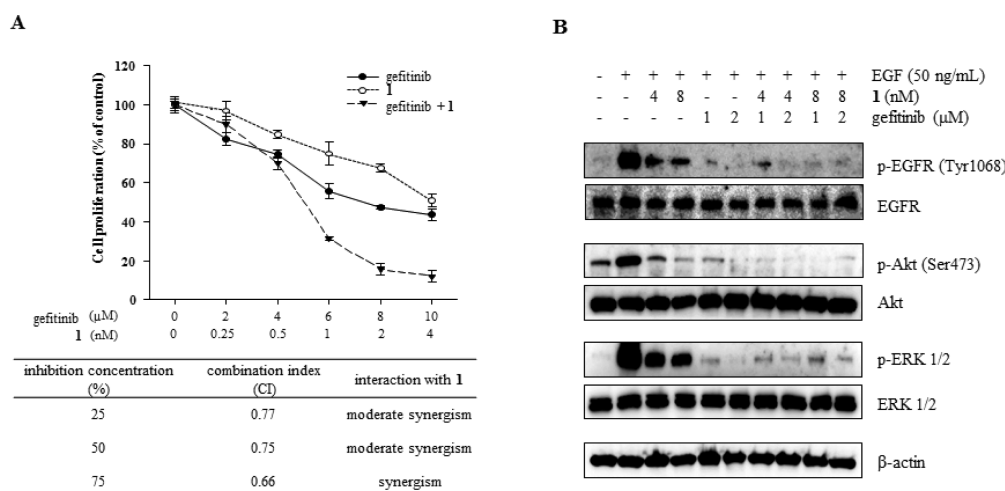 A
120
100
80
60
40
20
0
Cell proliferation (% of control)
gefitinib
1
gefitinib + 1
gefitinib (µM) 0 2 4 6 8 10
1 (nM) 0 0.25 0.5 1 2 4
inhibition concentration (%) combination index (CI) interaction with 1
25 0.77 moderate synergism
50 0.75 moderate synergism
75 0.66 synergism
B
- + + + + + + + + + EGF (50 ng/mL)
- - 4 8 - - 4 4 8 8 1 (nM)
- - - - 1 2 1 2 1 2 gefitinib (µM)
p-EGFR (Tyr1068)
EGFR
p-Akt (Ser473)
Akt
p-ERK 1/2
ERK 1/2
β-actin